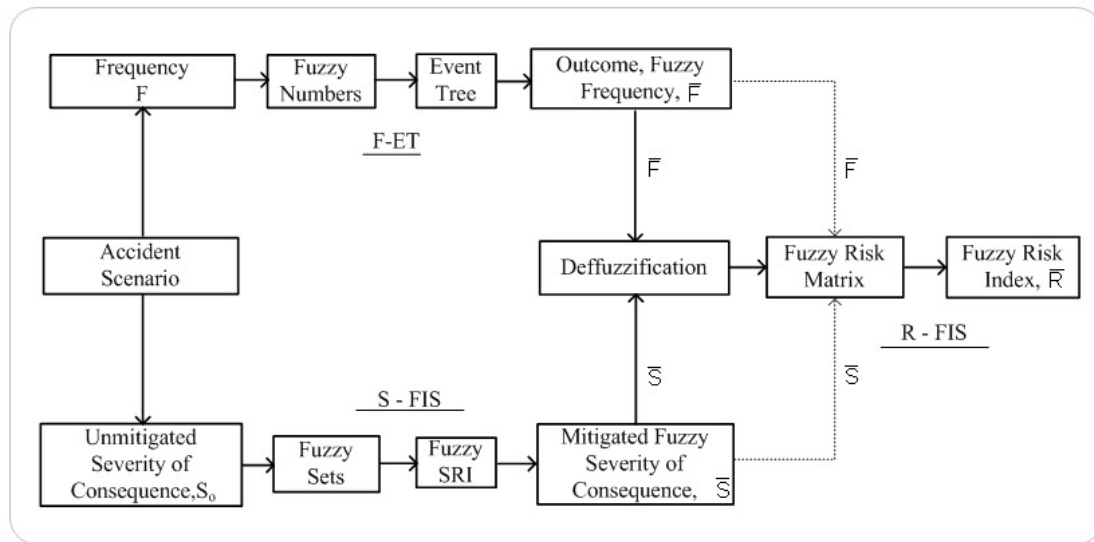 Frequency
F
Fuzzy
Numbers
Event
Tree
Outcome, Fuzzy
Frequency, F̅
F-ET
F̅
F̅
Accident
Scenario
Deffuzzification
Fuzzy Risk
Matrix
Fuzzy Risk
Index, R̅
R - FIS
S̅
S̅
S - FIS
Unmitigated
Severity of
Consequence,Sₒ
Fuzzy
Sets
Fuzzy
SRI
Mitigated Fuzzy
Severity of
Consequence, S̅